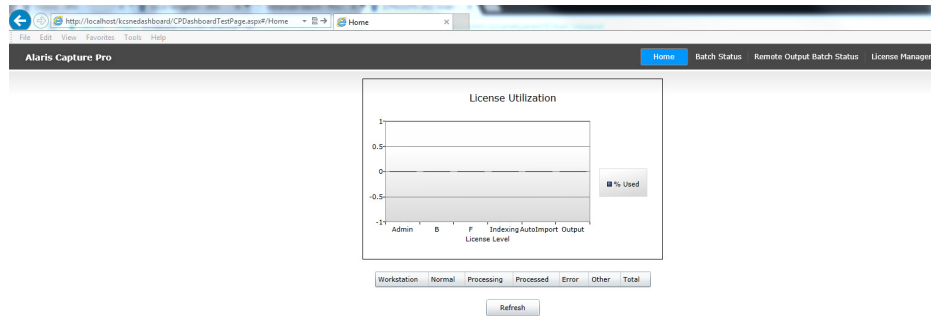 http://localhost/kcsnedashboard/CPDashboardTestPage.aspx#/Home
Home
File Edit View Favorites Tools Help
Alaris Capture Pro
Home Batch Status Remote Output Batch Status License Manager
License Utilization
1
0.5
0
-0.5
-1
% Used
Admin B F Indexing AutoImport Output
License Level
Workstation Normal Processing Processed Error Other Total
Refresh